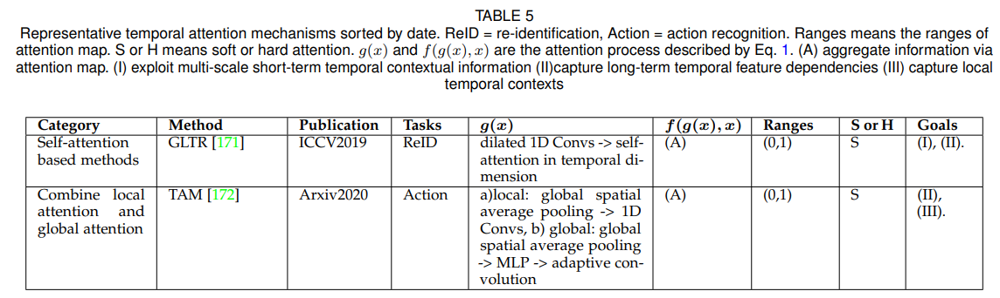 TABLE 5
Representative temporal attention mechanisms sorted by date. ReID = re-identification, Action = action recognition. Ranges means the ranges of
attention map. S or H means soft or hard attention. g(x) and f(g(x), x) are the attention process described by Eq. 1. (A) aggregate information via
attention map. (I) exploit multi-scale short-term temporal contextual information (II)capture long-term temporal feature dependencies (III) capture local
temporal contexts
Category Method Publication Tasks g(x) f(g(x), x) Ranges S or H Goals
Self-attention GLTR [171] ICCV2019 ReID dilated 1D Convs -> self- (A) (0,1) S (I), (II).
based methods attention in temporal di-
mension
Combine local TAM [172] Arxiv2020 Action a)local: global spatial (A) (0,1) S (II),
attention and average pooling -> 1D (III).
global attention Convs, b) global: global
spatial average pooling
-> MLP -> adaptive con-
volution